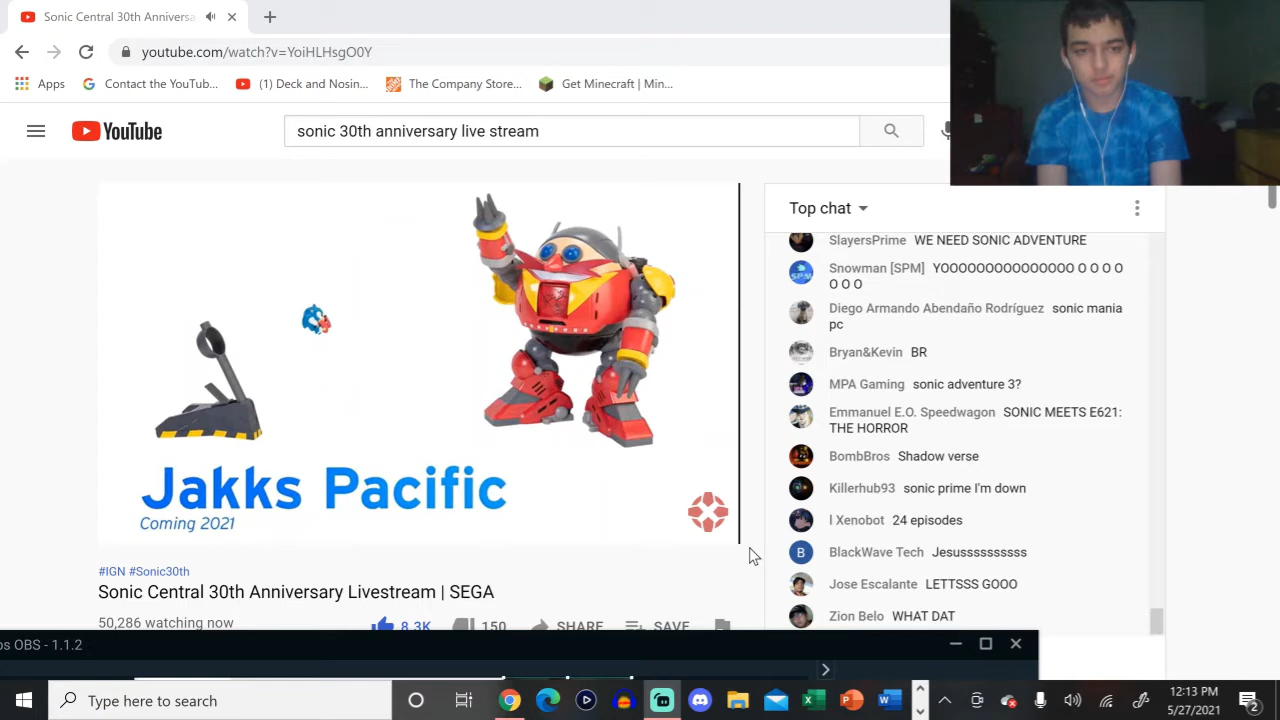 Sonic Central 30th Anniversa
youtube.com/watch?v=YoiHLHsgO0Y
Apps
Contact the YouTub...
(1) Deck and Nosin...
The Company Store...
Get Minecraft | Min...
YouTube
sonic 30th anniversary live stream
Top chat
SlayersPrime WE NEED SONIC ADVENTURE
Snowman [SPM] YOOOOOOOOOOOOOOO O O O O
O O O
Diego Armando Abendaño Rodríguez sonic mania
pc
Bryan&Kevin BR
MPA Gaming sonic adventure 3?
Emmanuel E.O. Speedwagon SONIC MEETS E621:
THE HORROR
BombBros Shadow verse
Killerhub93 sonic prime I'm down
l Xenobot 24 episodes
B BlackWave Tech Jesusssssssss
Jose Escalante LETTSSS GOOO
Zion Belo WHAT DAT
Jakks Pacific
Coming 2021
#IGN #Sonic30th
Sonic Central 30th Anniversary Livestream | SEGA
50,286 watching now
8.3K
150
SHARE
SAVE
os OBS - 1.1.2
Type here to search
12:13 PM
5/27/2021
2